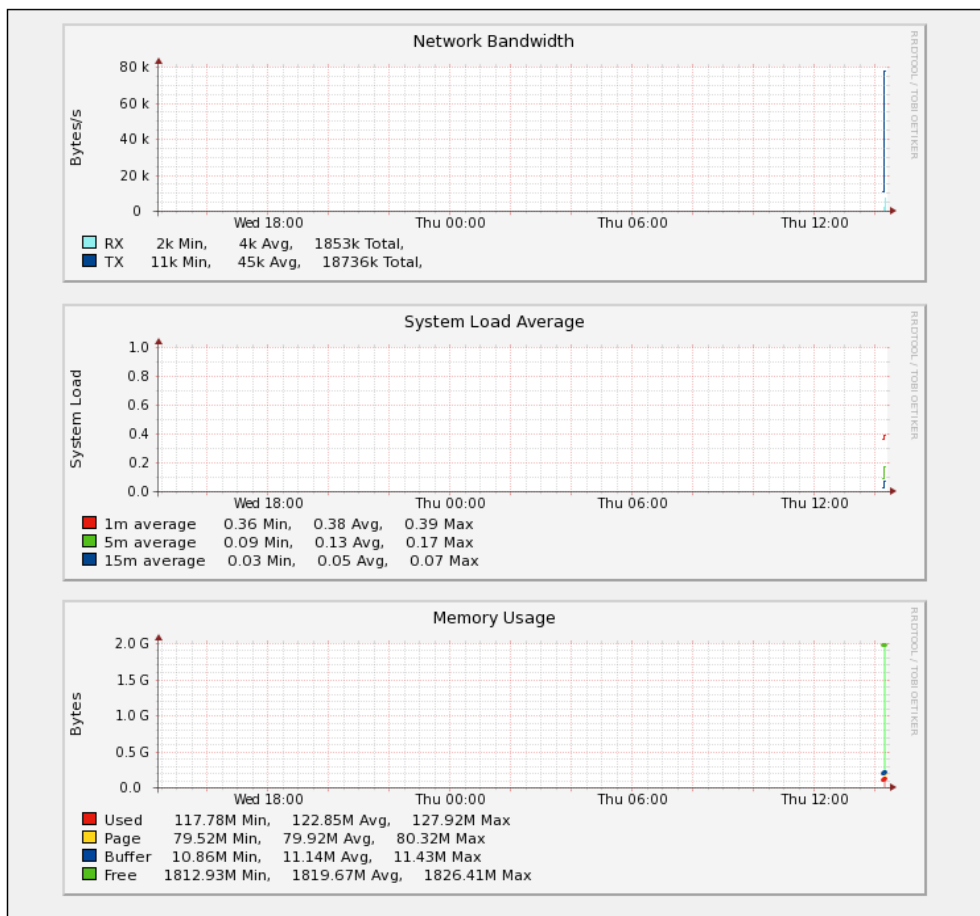 Network Bandwidth
RRDTOOL / TOBI OETIKER
Bytes/s
80 k
60 k
40 k
20 k
0
Wed 18:00 Thu 00:00 Thu 06:00 Thu 12:00
RX 2k Min, 4k Avg, 1853k Total,
TX 11k Min, 45k Avg, 18736k Total,
System Load Average
RRDTOOL / TOBI OETIKER
System Load
1.0
0.8
0.6
0.4
0.2
0.0
Wed 18:00 Thu 00:00 Thu 06:00 Thu 12:00
1m average 0.36 Min, 0.38 Avg, 0.39 Max
5m average 0.09 Min, 0.13 Avg, 0.17 Max
15m average 0.03 Min, 0.05 Avg, 0.07 Max
Memory Usage
RRDTOOL / TOBI OETIKER
Bytes
2.0 G
1.5 G
1.0 G
0.5 G
0.0
Wed 18:00 Thu 00:00 Thu 06:00 Thu 12:00
Used 117.78M Min, 122.85M Avg, 127.92M Max
Page 79.52M Min, 79.92M Avg, 80.32M Max
Buffer 10.86M Min, 11.14M Avg, 11.43M Max
Free 1812.93M Min, 1819.67M Avg, 1826.41M Max